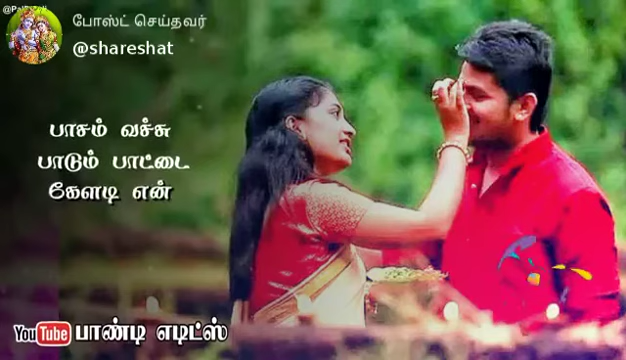 போஸ்ட் செய்தவர்
@shareshat
பாசம் வச்சு
பாடும் பாட்டை
கேளடி என்
YouTube பாண்டி எடிட்ஸ்